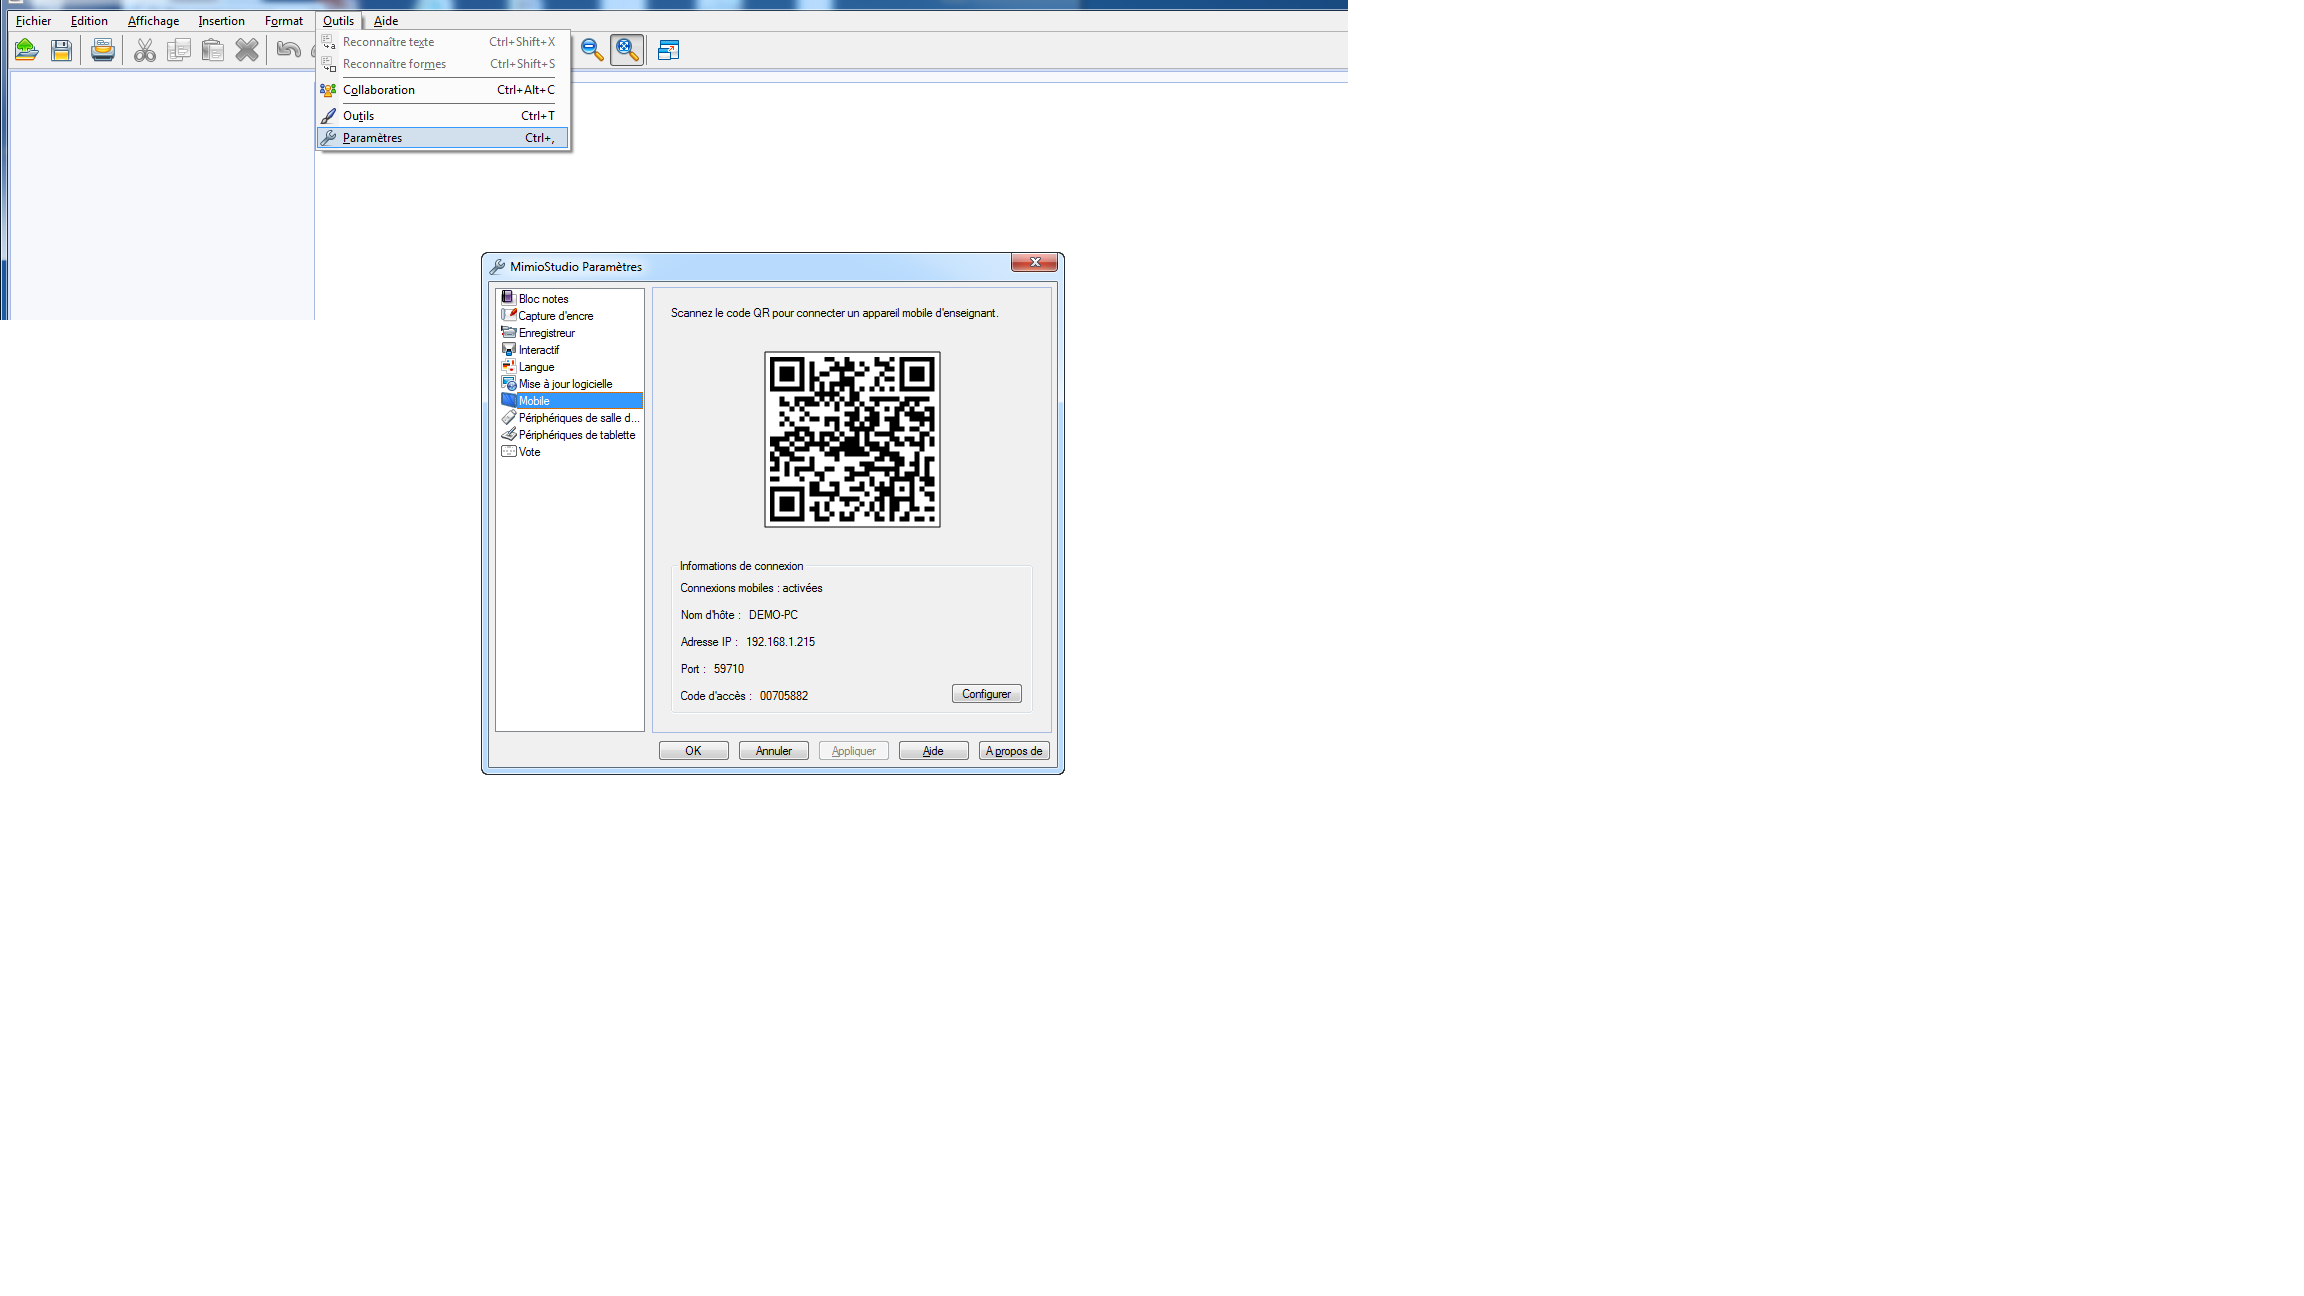 Fichier Edition Affichage Insertion Format Outils Aide
Reconnaître texte Ctrl+Shift+X
Reconnaître formes Ctrl+Shift+S
Collaboration Ctrl+Alt+C
Outils Ctrl+T
Paramètres Ctrl+,
MimioStudio Paramètres
Bloc notes
Capture d'encre
Enregistreur
Interactif
Langue
Mise à jour logicielle
Mobile
Périphériques de salle d...
Périphériques de tablette
Vote
Scannez le code QR pour connecter un appareil mobile d'enseignant.
Informations de connexion
Connexions mobiles : activées
Nom d'hôte : DEMO-PC
Adresse IP : 192.168.1.215
Port : 59710
Code d'accès : 00705882
Configurer
OK Annuler Appliquer Aide A propos de